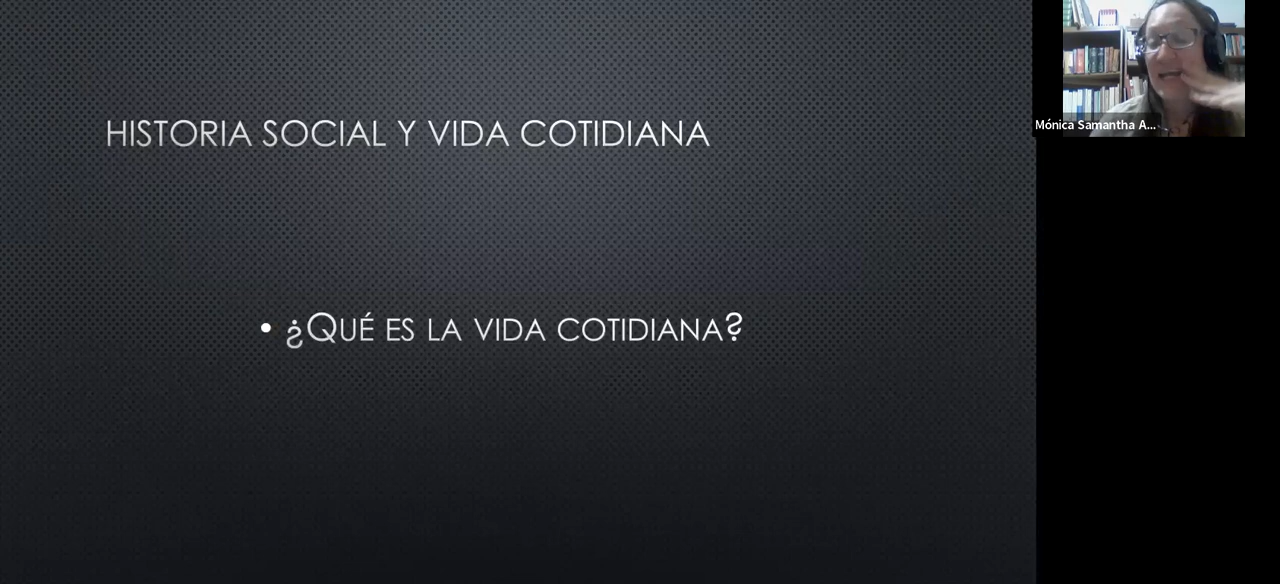 HISTORIA SOCIAL Y VIDA COTIDIANA
• ¿QUÉ ES LA VIDA COTIDIANA?
Mónica Samantha A...